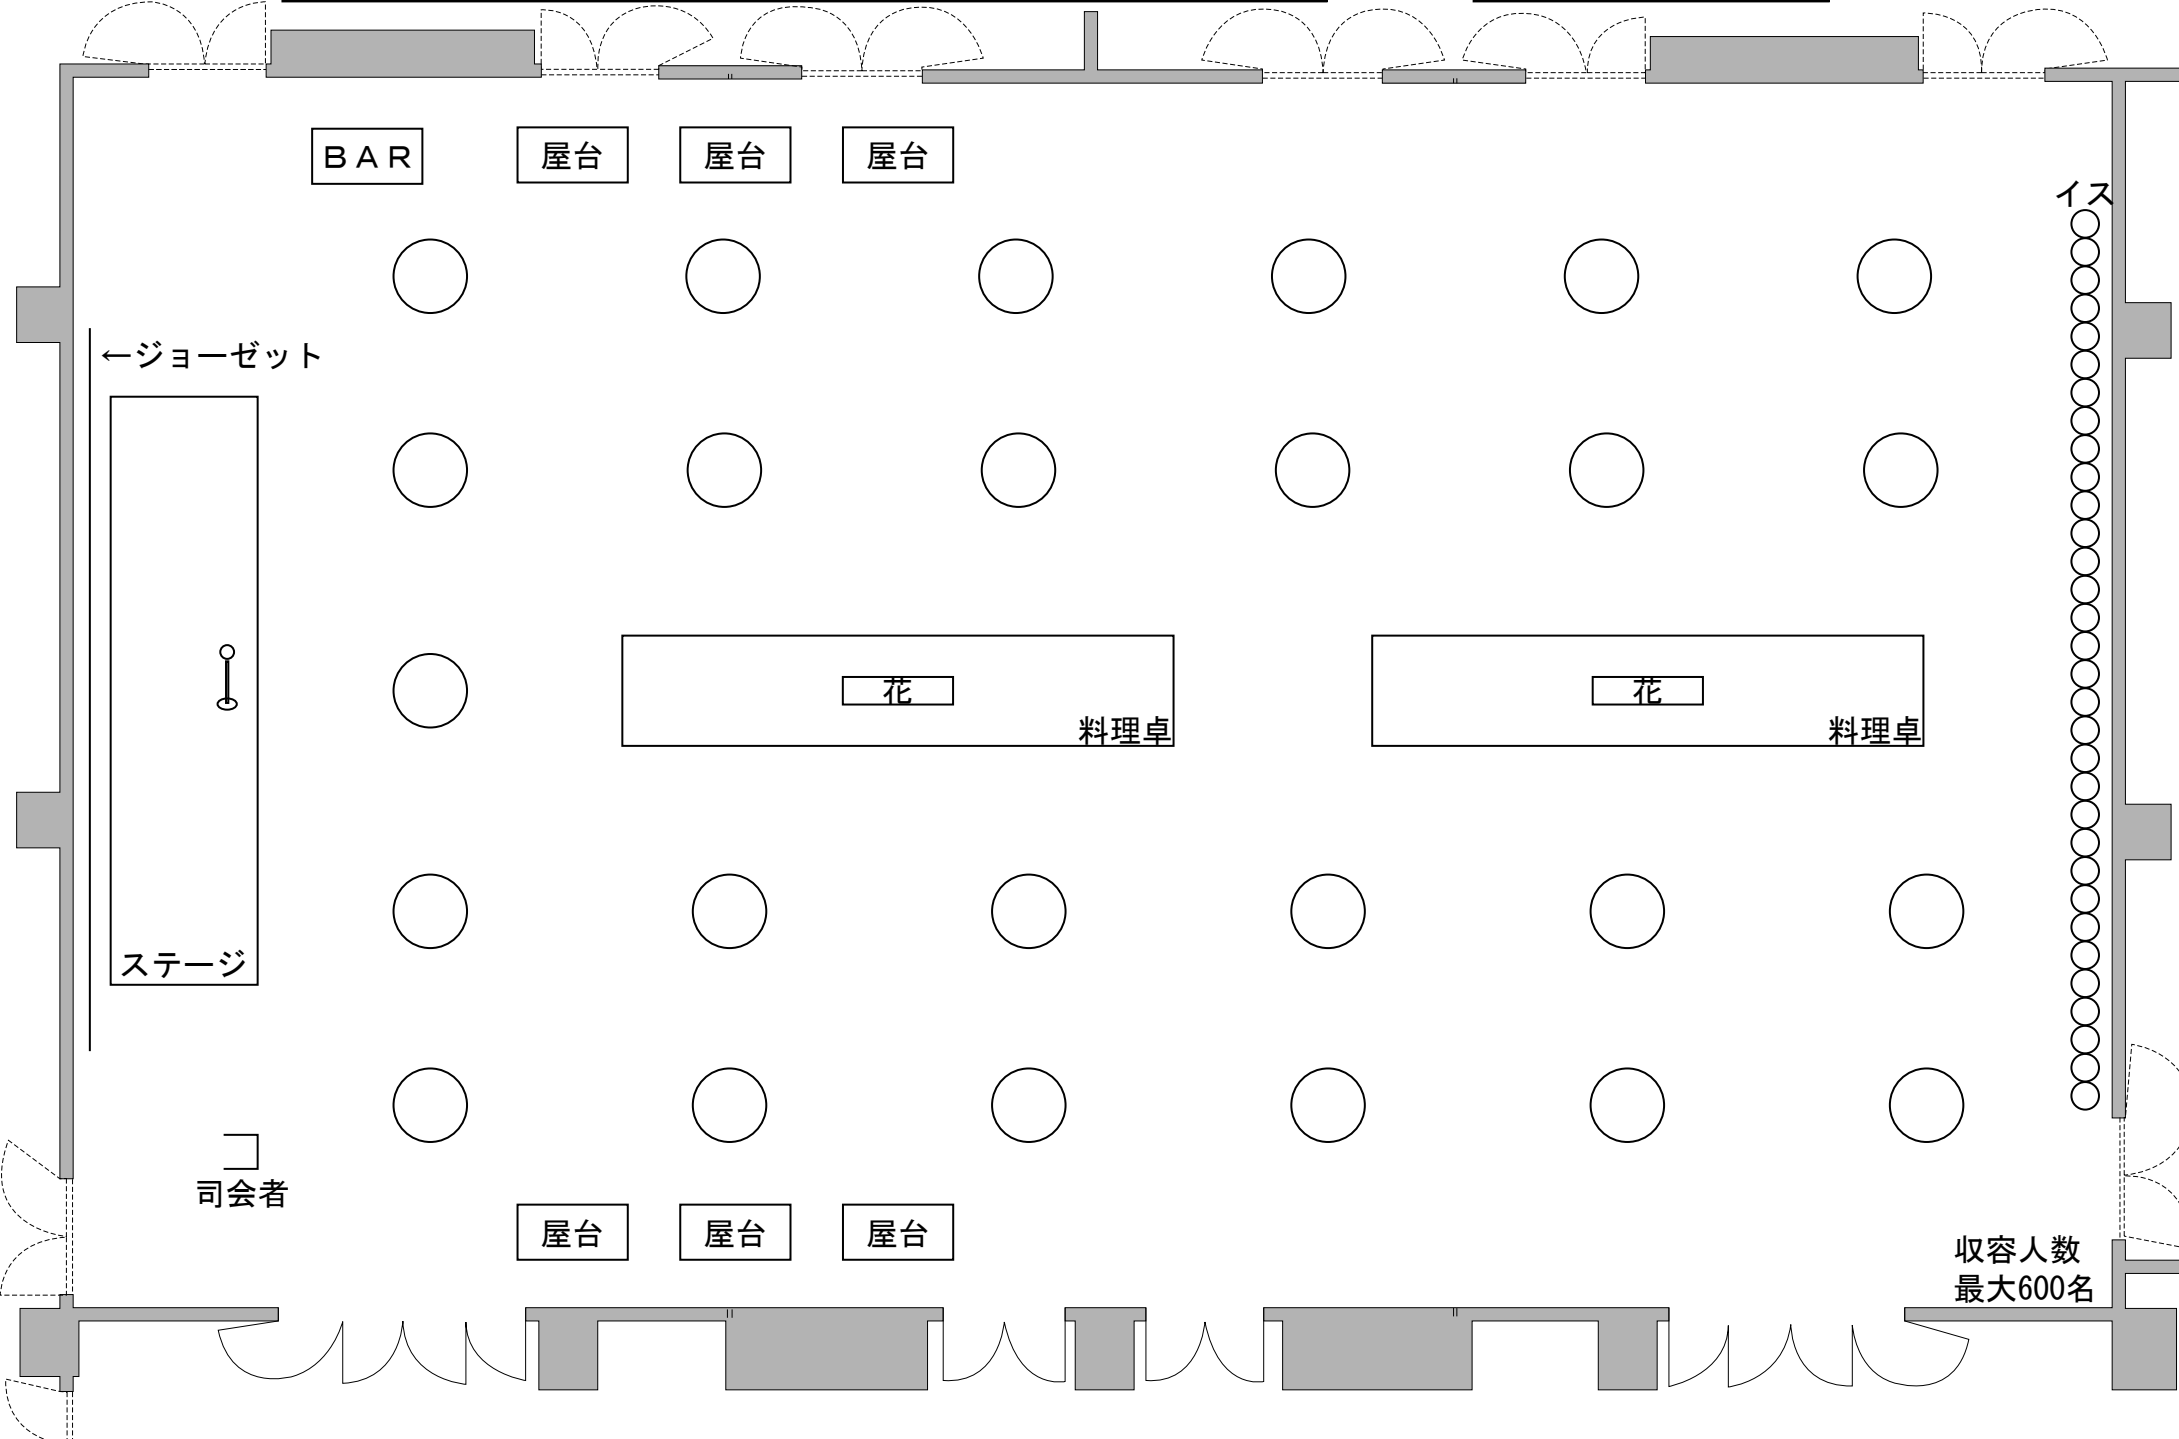 ＢＡＲ
屋台
屋台
屋台
イス
←ジョーゼット
花
料理卓
花
料理卓
ステージ
司会者
屋台
屋台
屋台
収容人数
最大600名